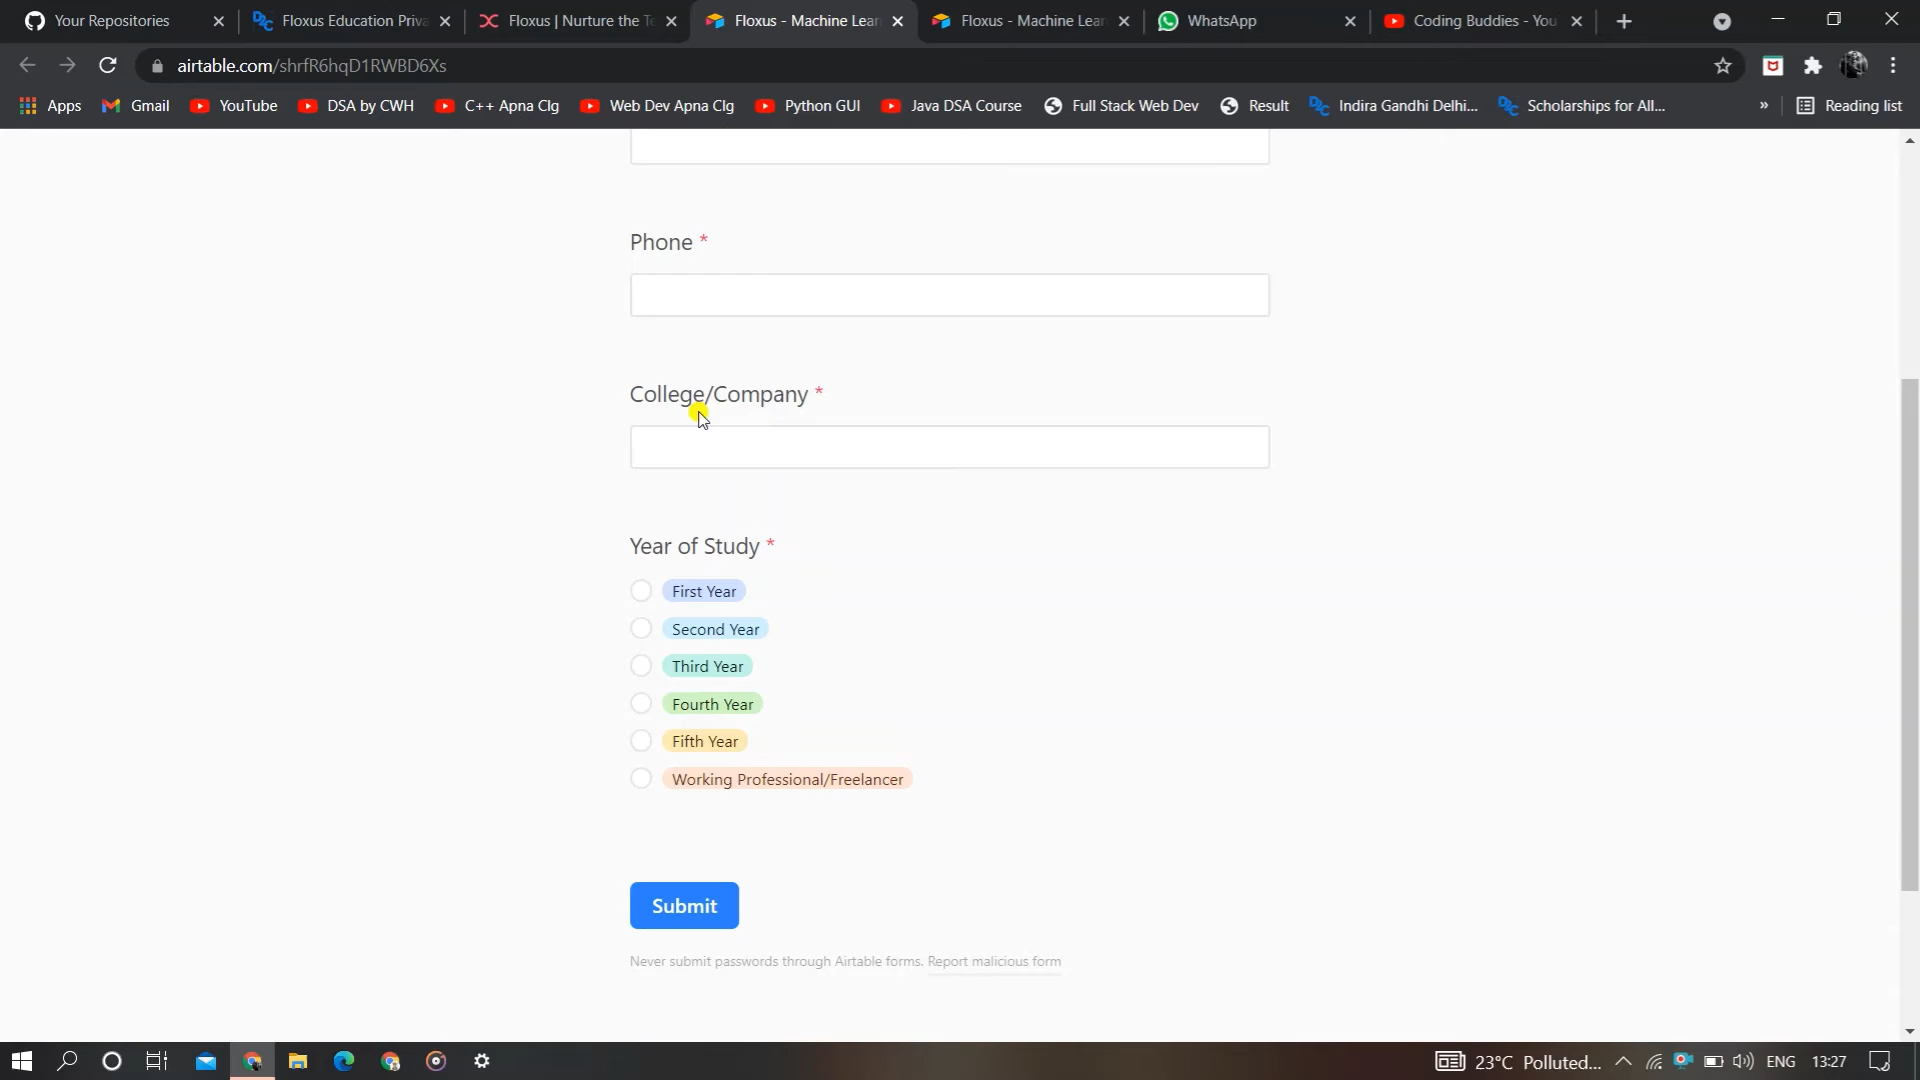 Your Repositories
Floxus Education Priva
Floxus | Nurture the Te
Floxus - Machine Lear
Floxus - Machine Lear
WhatsApp
Coding Buddies - You
airtable.com/shrfR6hqD1RWBD6Xs
Apps
Gmail
YouTube
DSA by CWH
C++ Apna Clg
Web Dev Apna Clg
Python GUI
Java DSA Course
Full Stack Web Dev
Result
Indira Gandhi Delhi...
Scholarships for All...
»
Reading list
Phone *
College/Company *
Year of Study *
First Year
Second Year
Third Year
Fourth Year
Fifth Year
Working Professional/Freelancer
Submit
Never submit passwords through Airtable forms. Report malicious form
23°C Polluted...
ENG
13:27